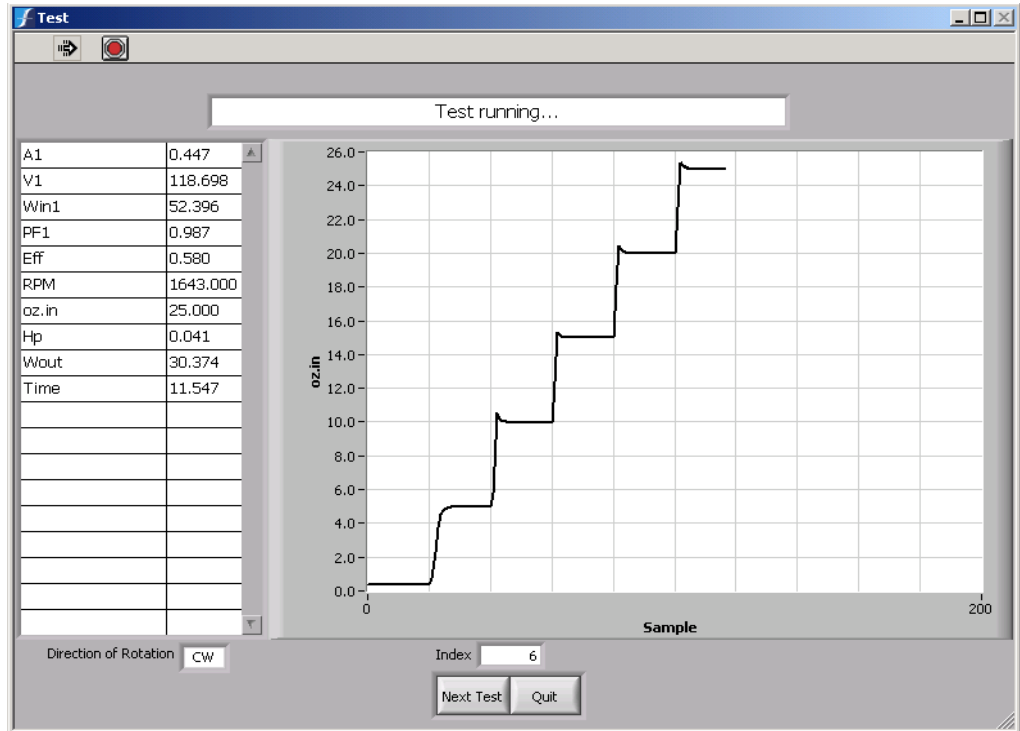 Test
Test running...
A1 0.447
V1 118.698
Win1 52.396
PF1 0.987
Eff 0.580
RPM 1643.000
oz.in 25.000
Hp 0.041
Wout 30.374
Time 11.547
26.0
24.0
22.0
20.0
18.0
16.0
14.0
12.0
10.0
8.0
6.0
4.0
2.0
0.0
oz.in
0 200
Sample
Direction of Rotation CW
Index 6
Next Test Quit